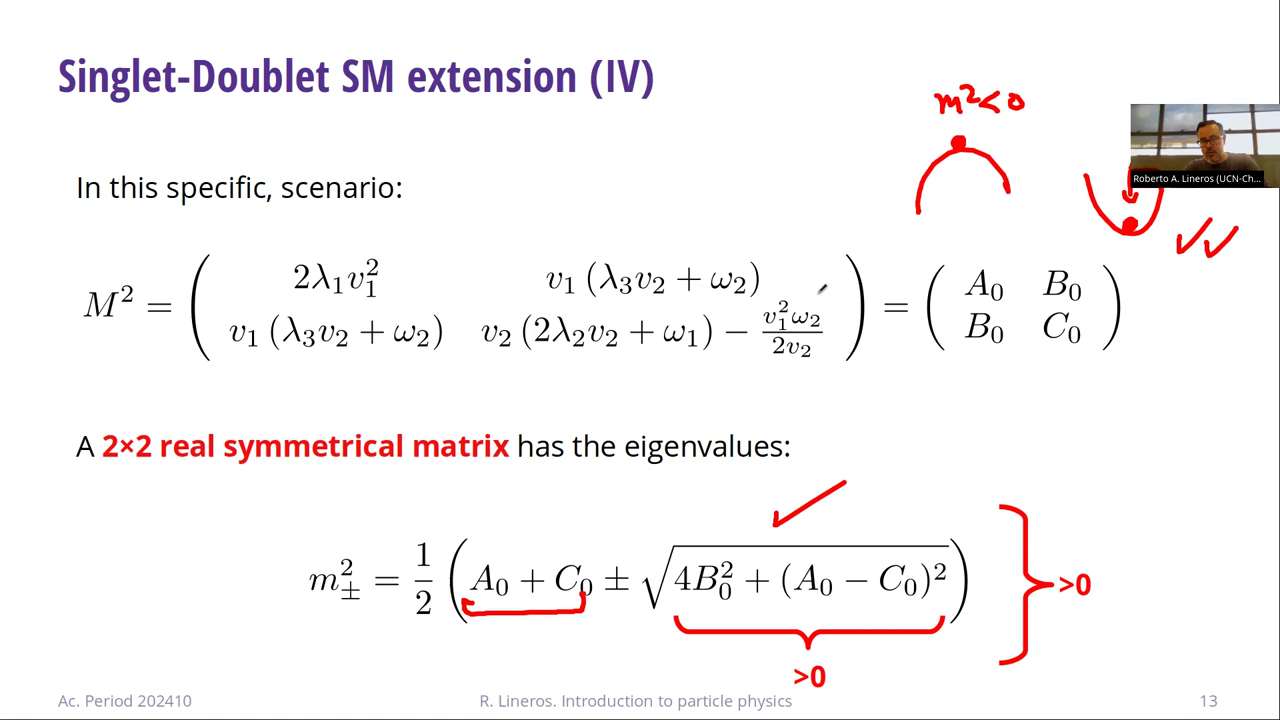 Singlet-Doublet SM extension (IV)
m²<0
Roberto A. Lineros (UCN-Ch...
In this specific, scenario:
M² = ( 2λ₁v₁²   v₁ (λ₃v₂ + ω₂) ) = ( A₀ B₀ )
( v₁ (λ₃v₂ + ω₂)   v₂ (2λ₂v₂ + ω₁) − v₁²ω₂/2v₂ )   ( B₀ C₀ )
A 2×2 real symmetrical matrix has the eigenvalues:
m²± = 1/2 ( A₀ + C₀ ± √(4B₀² + (A₀ − C₀)²) ) >0
>0
Ac. Period 202410 R. Lineros. Introduction to particle physics 13